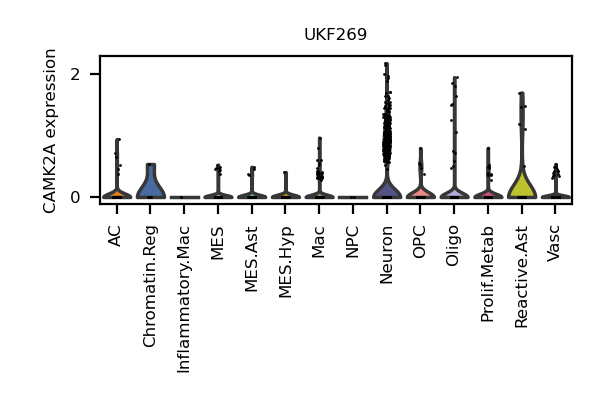 UKF269
CAMK2A expression
2
0
AC
Chromatin.Reg
Inflammatory.Mac
MES
MES.Ast
MES.Hyp
Mac
NPC
Neuron
OPC
Oligo
Prolif.Metab
Reactive.Ast
Vasc